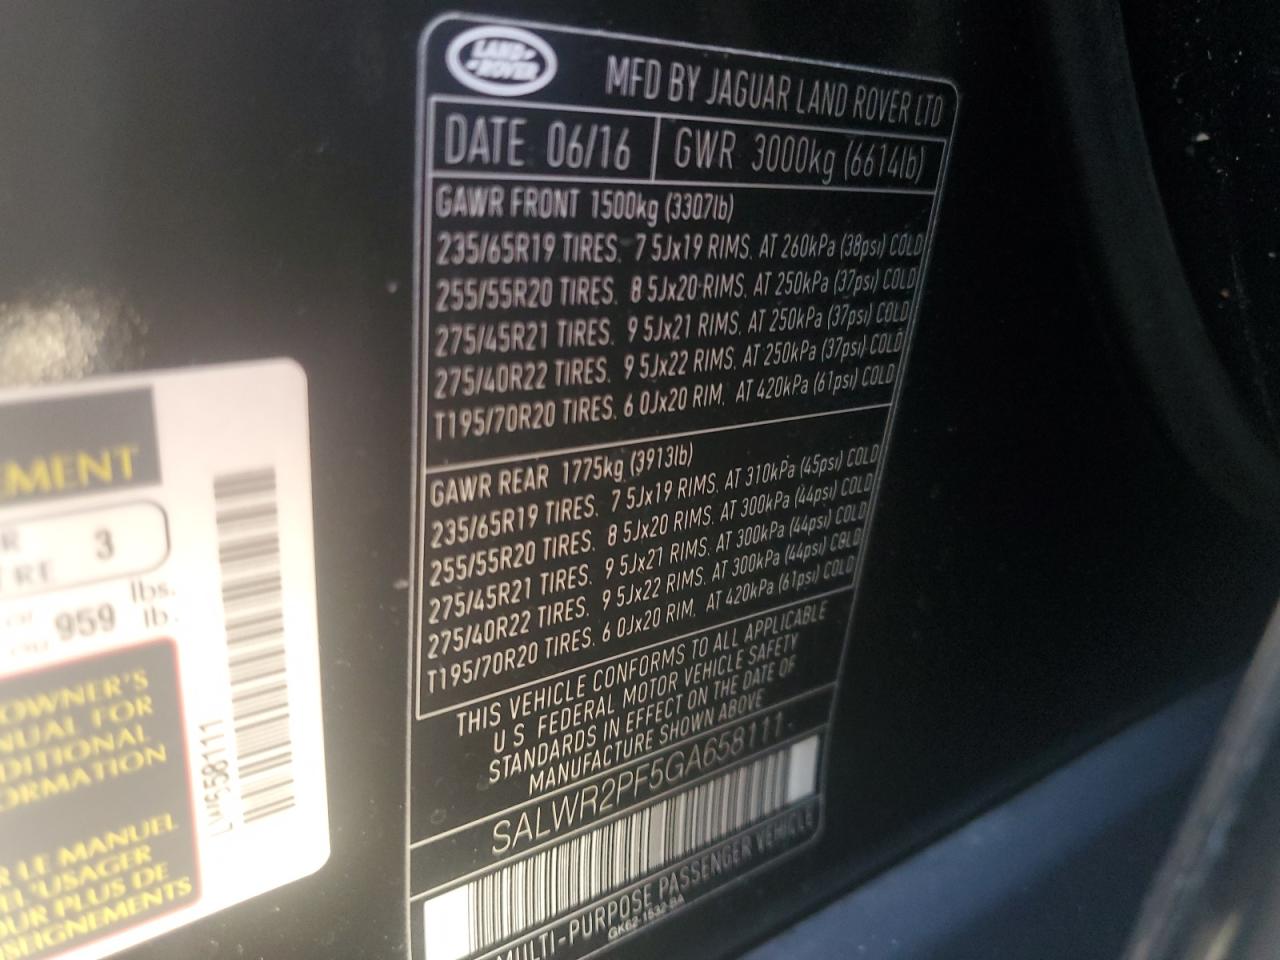 LAND-
-ROVER
MFD BY JAGUAR LAND ROVER LTD
DATE 06/16 GWR 3000kg (6614lb)
GAWR FRONT 1500kg (3307lb)
235/65R19 TIRES. 7 5Jx19 RIMS. AT 260kPa (38psi) COLD
255/55R20 TIRES. 8 5Jx20 RIMS. AT 250kPa (37psi) COLD
275/45R21 TIRES. 9 5Jx21 RIMS. AT 250kPa (37psi) COLD
275/40R22 TIRES. 9 5Jx22 RIMS. AT 250kPa (37psi) COLD
T195/70R20 TIRES. 6 0Jx20 RIM. AT 420kPa (61psi) COLD
GAWR REAR 1775kg (3913lb)
235/65R19 TIRES. 7 5Jx19 RIMS. AT 310kPa (45psi) COLD
255/55R20 TIRES. 8 5Jx20 RIMS. AT 300kPa (44psi) COLD
275/45R21 TIRES. 9 5Jx21 RIMS. AT 300kPa (44psi) COLD
275/40R22 TIRES. 9 5Jx22 RIMS. AT 300kPa (44psi) COLD
T195/70R20 TIRES. 6 0Jx20 RIM. AT 420kPa (61psi) COLD
THIS VEHICLE CONFORMS TO ALL APPLICABLE
U S FEDERAL MOTOR VEHICLE SAFETY
STANDARDS IN EFFECT ON THE DATE OF
MANUFACTURE SHOWN ABOVE
SALWR2PF5GA658111
MULTI-PURPOSE PASSENGER VEHICLE
GK62-1532-BA
EMENT
R 3
TRE
959 lbs.
lb.
OWNER'S
NUAL FOR
DITIONAL
ORMATION
R LE MANUEL
EL'USAGER
OUR PLUS DE
SEIGNEMENTS